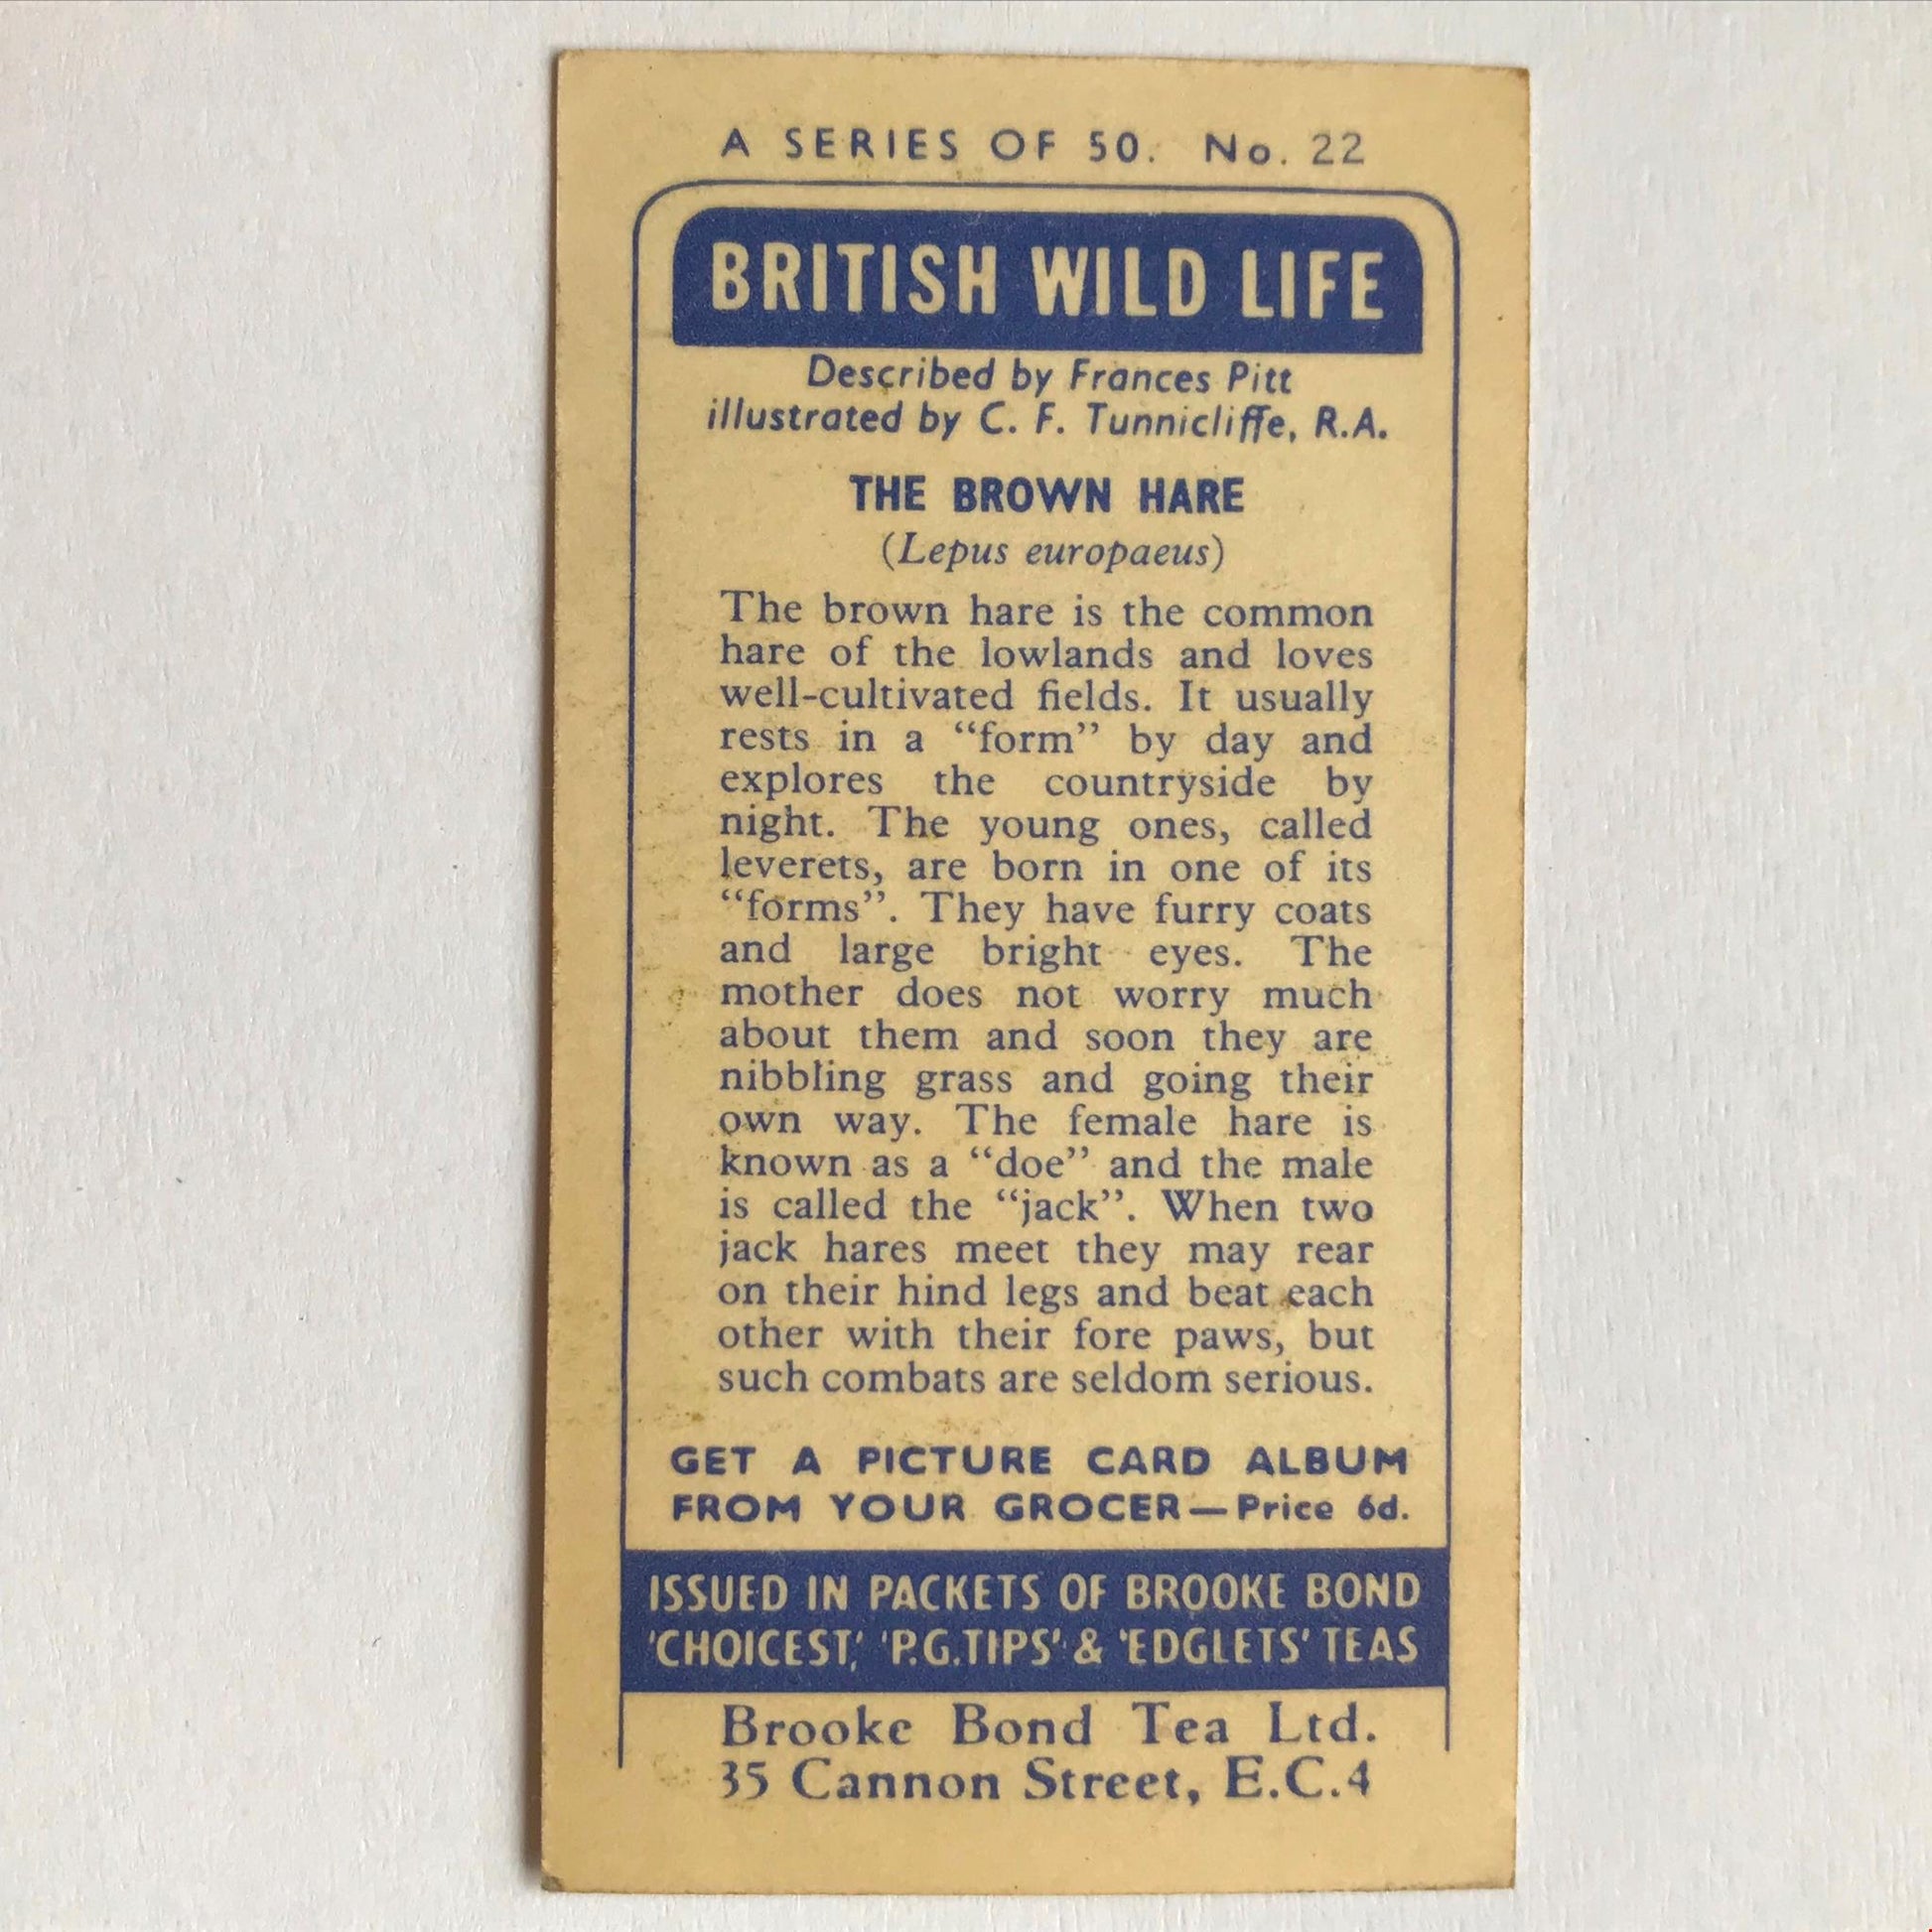 A SERIES OF 50. No. 22
BRITISH WILD LIFE
Described by Frances Pitt
illustrated by C. F. Tunnicliffe, R.A.
THE BROWN HARE
(Lepus europaeus)
The brown hare is the common
hare of the lowlands and loves
well-cultivated fields. It usually
rests in a “form” by day and
explores the countryside by
night. The young ones, called
leverets, are born in one of its
“forms”. They have furry coats
and large bright eyes. The
mother does not worry much
about them and soon they are
nibbling grass and going their
own way. The female hare is
known as a “doe” and the male
is called the “jack”. When two
jack hares meet they may rear
on their hind legs and beat each
other with their fore paws, but
such combats are seldom serious.
GET A PICTURE CARD ALBUM
FROM YOUR GROCER—Price 6d.
ISSUED IN PACKETS OF BROOKE BOND
‘CHOICEST,’ ‘P.G.TIPS’ & ‘EDGLETS’ TEAS
Brooke Bond Tea Ltd.
35 Cannon Street, E.C.4